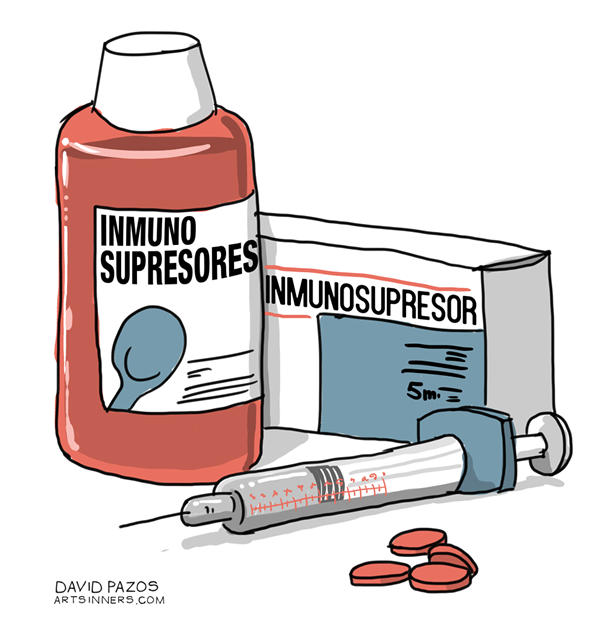 INMUNO
SUPRESORES
INMUNOSUPRESOR
5m.
DAVID PAZOS
ARTSINNERS.COM